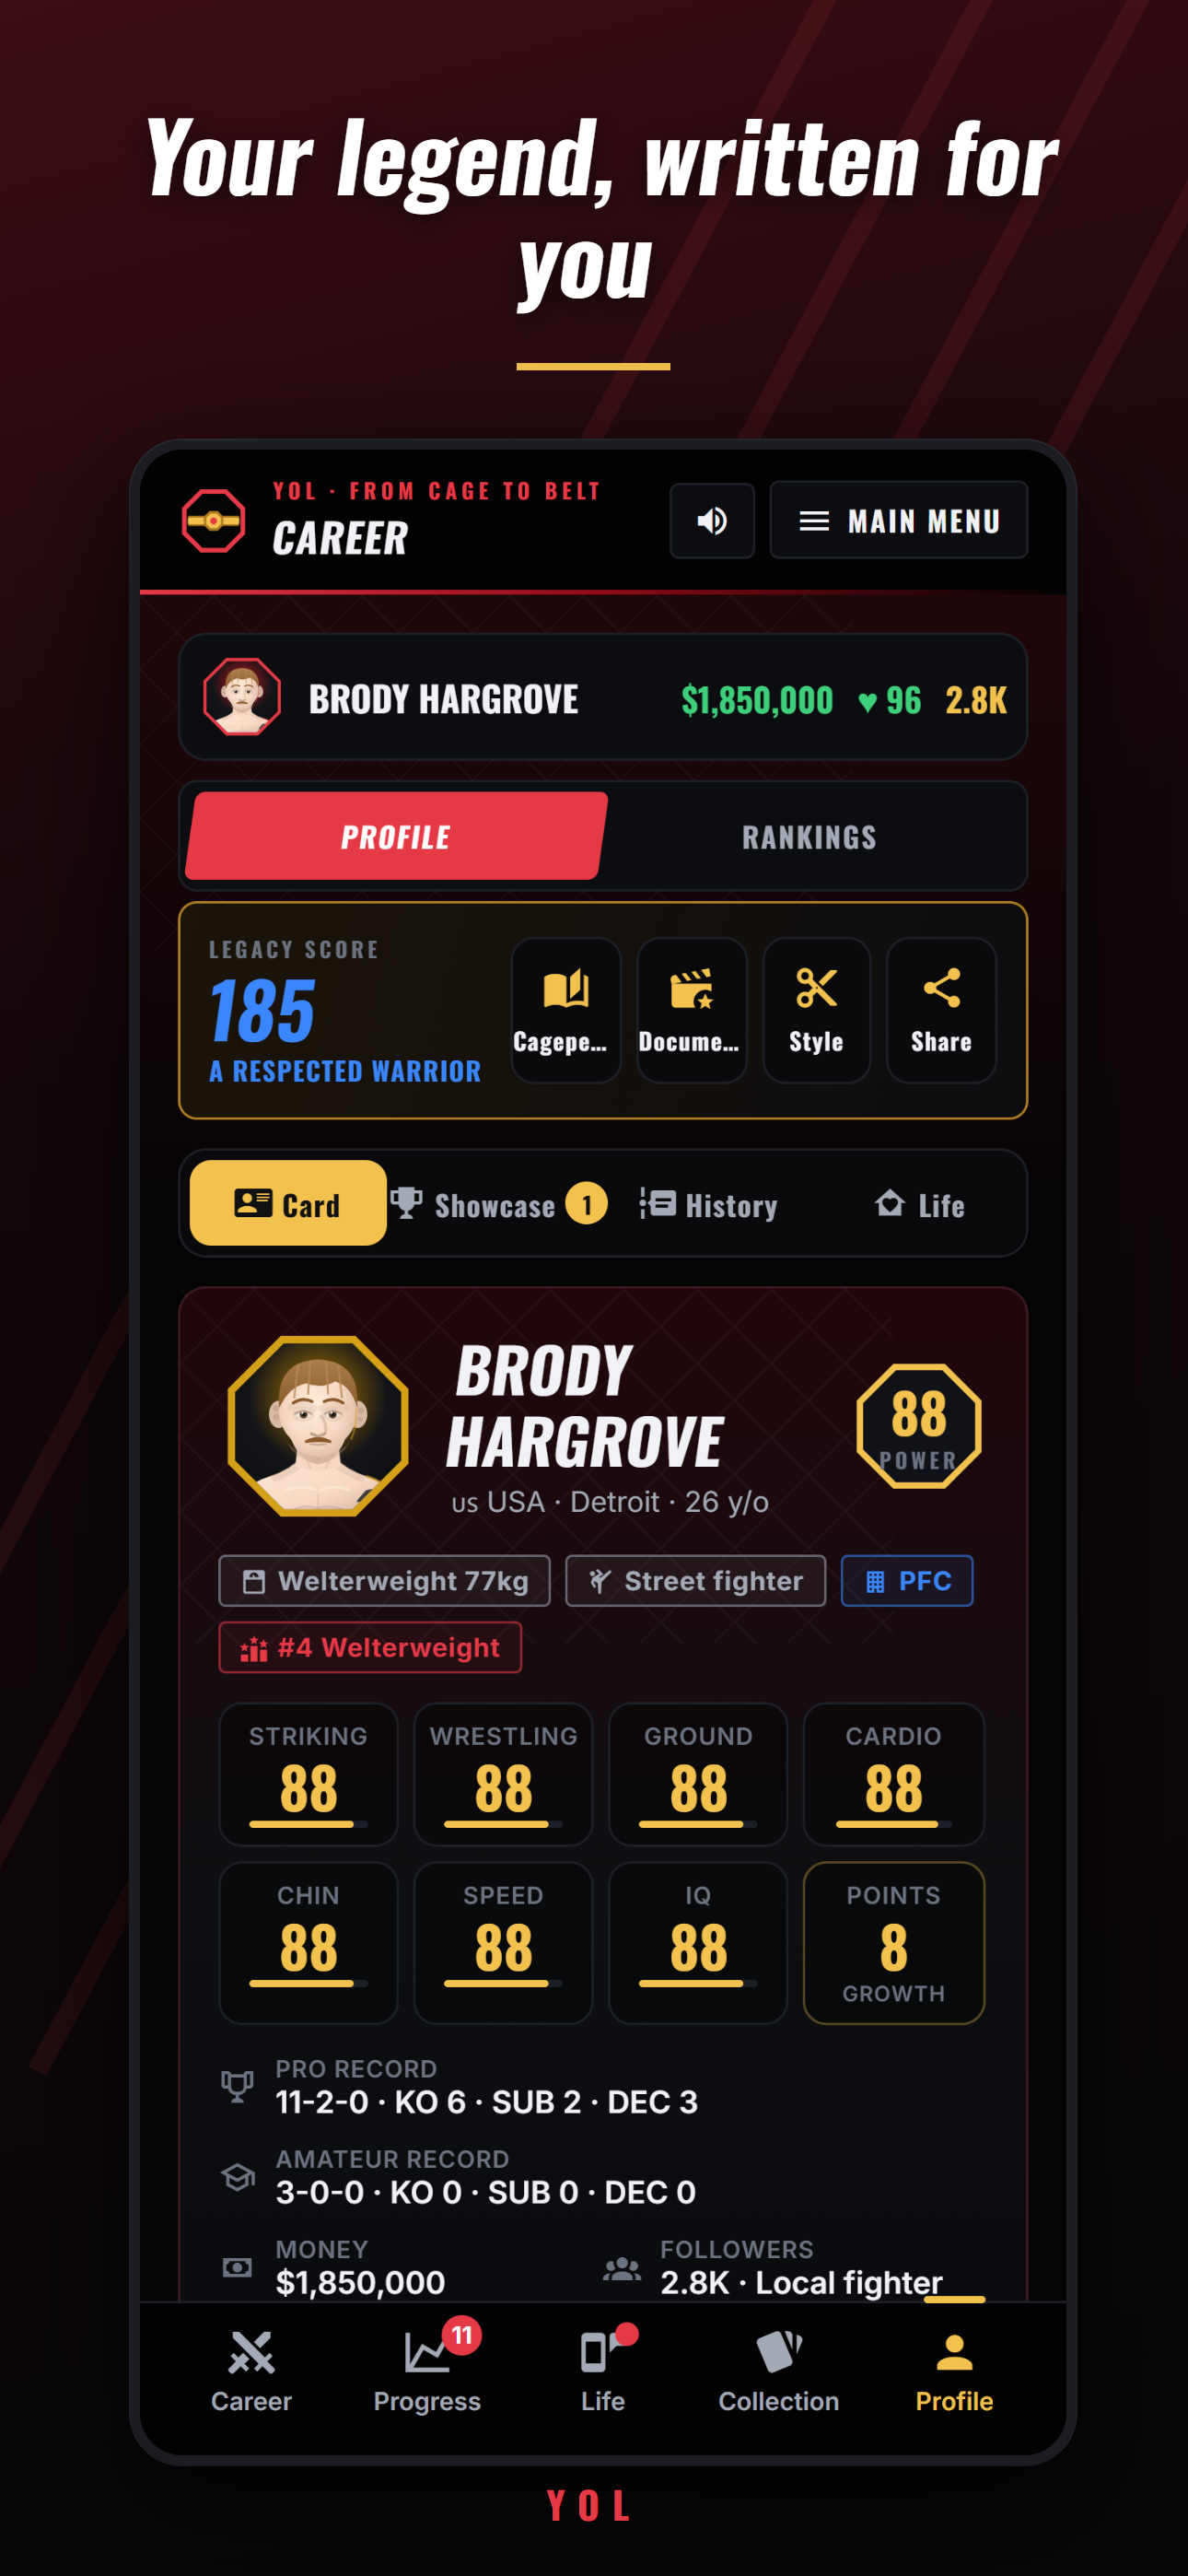 Your legend, written for
you
YOL · FROM CAGE TO BELT
CAREER
MAIN MENU
BRODY HARGROVE
$1,850,000 ♥ 96 2.8K
PROFILE
RANKINGS
LEGACY SCORE
185
A RESPECTED WARRIOR
Cagepe...
Docume...
Style
Share
Card
Showcase 1
History
Life
BRODY
HARGROVE
US USA · Detroit · 26 y/o
88
POWER
Welterweight 77kg
Street fighter
PFC
#4 Welterweight
STRIKING
88
WRESTLING
88
GROUND
88
CARDIO
88
CHIN
88
SPEED
88
IQ
88
POINTS
8
GROWTH
PRO RECORD
11-2-0 · KO 6 · SUB 2 · DEC 3
AMATEUR RECORD
3-0-0 · KO 0 · SUB 0 · DEC 0
MONEY
$1,850,000
FOLLOWERS
2.8K · Local fighter
Career
11
Progress
Life
Collection
Profile
YOL